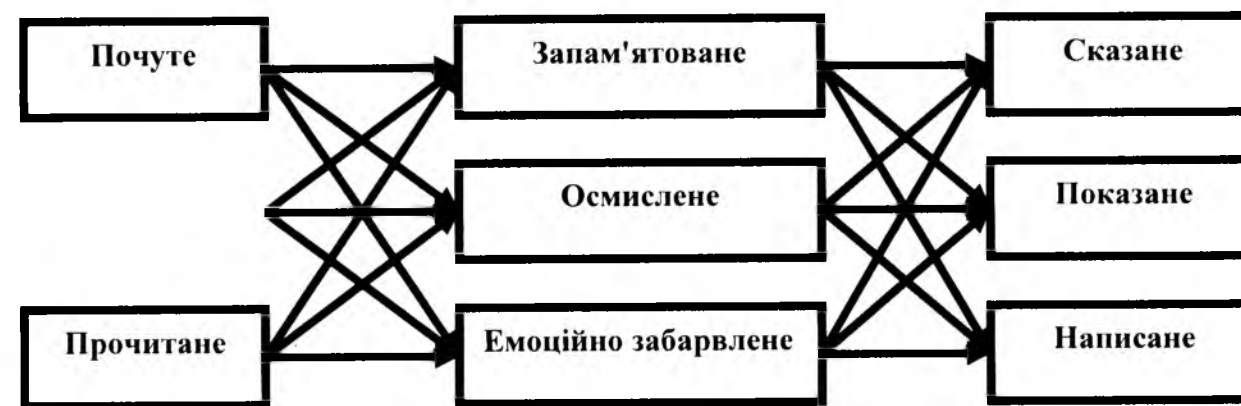 Почуте
Запам'ятоване
Сказане
Осмислене
Показане
Прочитане
Емоційно забарвлене
Написане